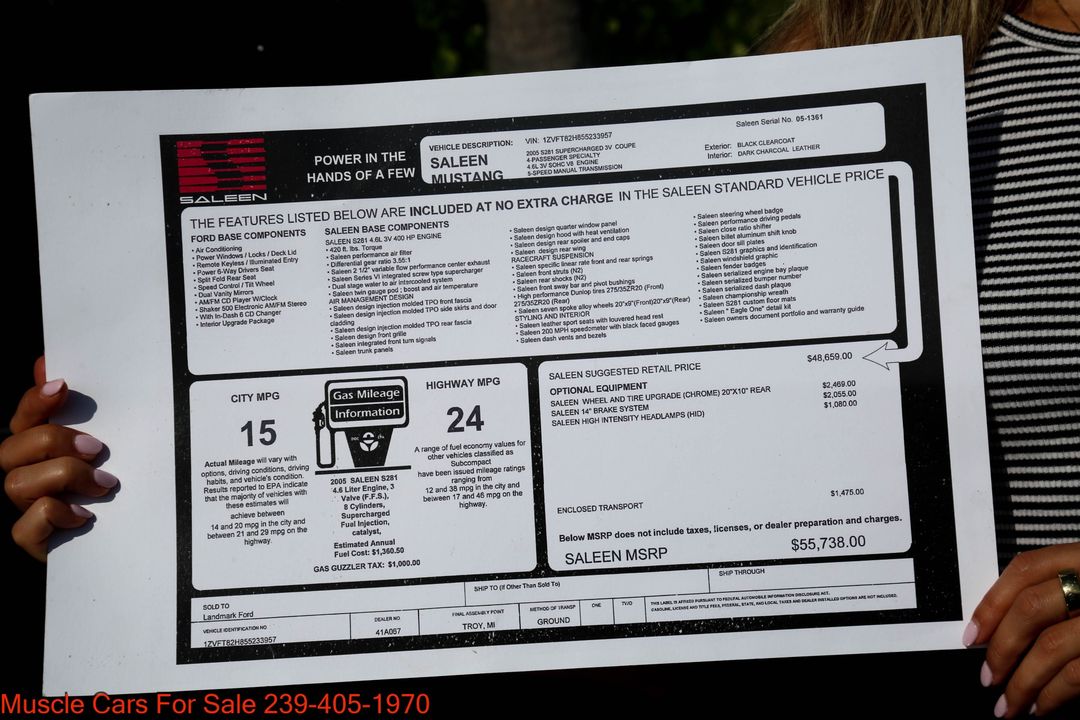 SALEEN
POWER IN THE
HANDS OF A FEW
VEHICLE DESCRIPTION:
SALEEN
MUSTANG
VIN: 1ZVFT82H855233957
2005 S281 SUPERCHARGED 3V COUPE
4-PASSENGER SPECIALTY
4.6L 3V SOHC V8 ENGINE
5-SPEED MANUAL TRANSMISSION
Saleen Serial No. 05-1361
Exterior: BLACK CLEARCOAT
Interior: DARK CHARCOAL LEATHER
THE FEATURES LISTED BELOW ARE INCLUDED AT NO EXTRA CHARGE IN THE SALEEN STANDARD VEHICLE PRICE
FORD BASE COMPONENTS
• Air Conditioning
• Power Windows / Locks / Deck Lid
• Remote Keyless / Illuminated Entry
• Power 6-Way Drivers Seat
• Split Fold Rear Seat
• Speed Control / Tilt Wheel
• Dual Vanity Mirrors
• AM/FM CD Player W/Clock
• Shaker 500 Electronic AM/FM Stereo
• With In-Dash 6 CD Changer
• Interior Upgrade Package
SALEEN BASE COMPONENTS
SALEEN S281 4.6L 3V 400 HP ENGINE
• 420 ft. lbs. Torque
• Saleen performance air filter
• Differential gear ratio 3.55:1
• Saleen 2 1/2" variable flow performance center exhaust
• Saleen Series VI integrated screw type supercharger
• Dual stage water to air intercooled system
• Saleen twin gauge pod ; boost and air temperature
AIR MANAGEMENT DESIGN
• Saleen design injection molded TPO front fascia
• Saleen design injection molded TPO side skirts and door
cladding
• Saleen design injection molded TPO rear fascia
• Saleen design front grille
• Saleen integrated front turn signals
• Saleen trunk panels
• Saleen design quarter window panel
• Saleen design hood with heat ventilation
• Saleen design rear spoiler and end caps
• Saleen design rear wing
RACECRAFT SUSPENSION
• Saleen specific linear rate front and rear springs
• Saleen front struts (N2)
• Saleen rear shocks (N2)
• Saleen front sway bar and pivot bushings
• High performance Dunlop tires 275/35ZR20 (Front)
275/35ZR20 (Rear)
• Saleen seven spoke alloy wheels 20"x9"(Front)20"x9"(Rear)
STYLING AND INTERIOR
• Saleen leather sport seats with louvered head rest
• Saleen 200 MPH speedometer with black faced gauges
• Saleen dash vents and bezels
• Saleen steering wheel badge
• Saleen performance driving pedals
• Saleen close ratio shifter
• Saleen billet aluminum shift knob
• Saleen door sill plates
• Saleen S281 graphics and identification
• Saleen windshield graphic
• Saleen fender badges
• Saleen serialized engine bay plaque
• Saleen serialized bumper number
• Saleen serialized dash plaque
• Saleen championship wreath
• Saleen S281 custom floor mats
• Saleen " Eagle One" detail kit
• Saleen owners document portfolio and warranty guide
CITY MPG
15
Actual Mileage will vary with
options, driving conditions, driving
habits, and vehicle's condition.
Results reported to EPA indicate
that the majority of vehicles with
these estimates will
achieve between
14 and 20 mpg in the city and
between 21 and 29 mpg on the
highway.
Gas Mileage
Information
2005 SALEEN S281
4.6 Liter Engine, 3
Valve (F.F.S.),
8 Cylinders,
Supercharged
Fuel Injection,
catalyst,
Estimated Annual
Fuel Cost: $1,360.50
GAS GUZZLER TAX: $1,000.00
HIGHWAY MPG
24
A range of fuel economy values for
other vehicles classified as
Subcompact
have been issued mileage ratings
ranging from
12 and 38 mpg in the city and
between 17 and 46 mpg on the
highway.
SALEEN SUGGESTED RETAIL PRICE $48,659.00
OPTIONAL EQUIPMENT
SALEEN WHEEL AND TIRE UPGRADE (CHROME) 20"X10" REAR $2,469.00
SALEEN 14" BRAKE SYSTEM $2,055.00
SALEEN HIGH INTENSITY HEADLAMPS (HID) $1,080.00
ENCLOSED TRANSPORT $1,475.00
Below MSRP does not include taxes, licenses, or dealer preparation and charges.
SALEEN MSRP $55,738.00
SOLD TO
Landmark Ford
SHIP TO (If Other Than Sold To)
SHIP THROUGH
VEHICLE IDENTIFICATION NO
1ZVFT82H855233957
DEALER NO
41A057
FINAL ASSEMBLY POINT
TROY, MI
METHOD OF TRANSP
GROUND
ONE
TWO
THIS LABEL IS AFFIXED PURSUANT TO FEDERAL AUTOMOBILE INFORMATION DISCLOSURE ACT.
GASOLINE, LICENSE AND TITLE FEES, FEDERAL, STATE, AND LOCAL TAXES AND DEALER INSTALLED OPTIONS ARE NOT INCLUDED.
Muscle Cars For Sale 239-405-1970